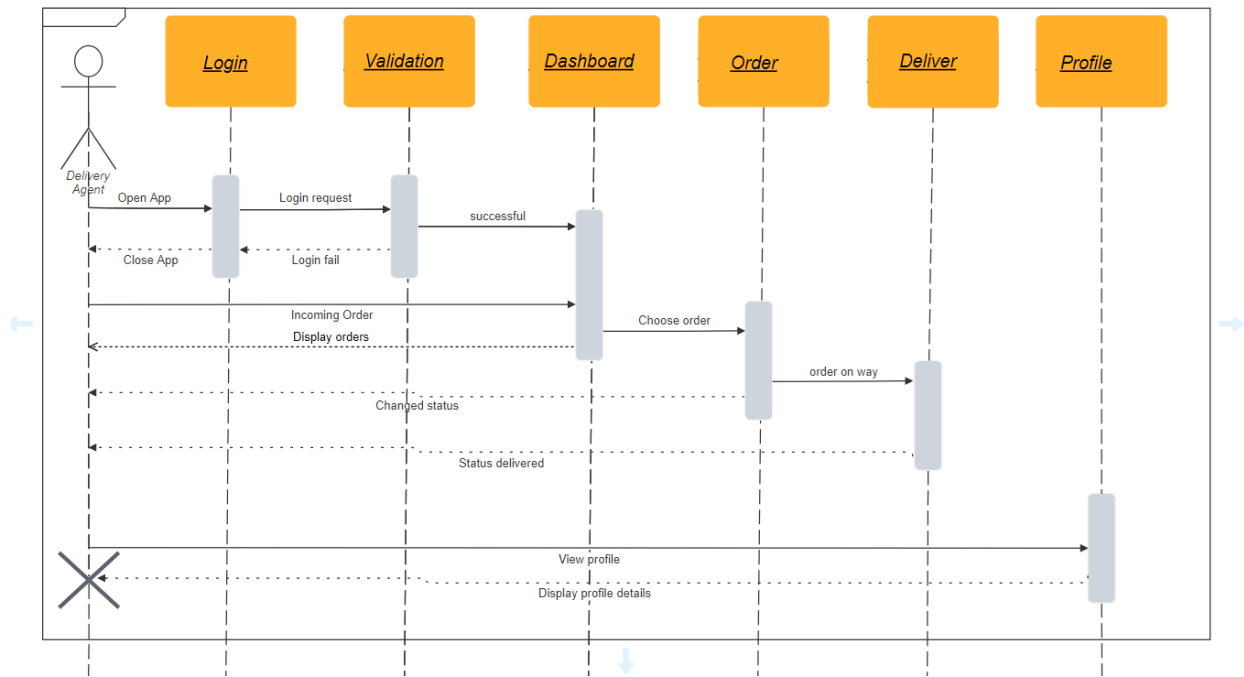 Login
Validation
Dashboard
Order
Deliver
Profile
Delivery
Agent
Open App
Login request
successful
Close App
Login fail
Incoming Order
Choose order
Display orders
order on way
Changed status
Status delivered
View profile
Display profile details